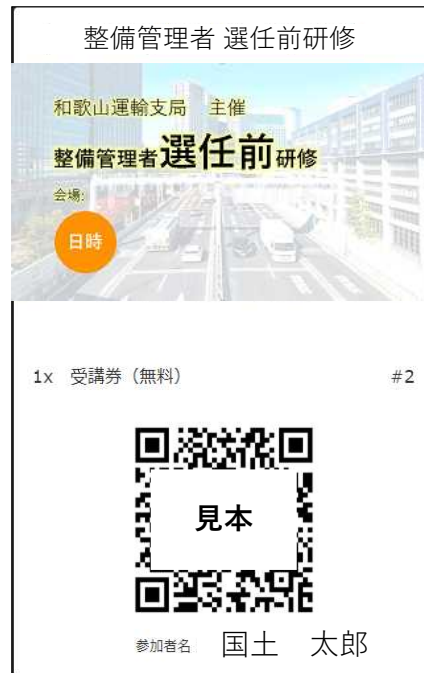 整備管理者 選任前研修
和歌山運輸支局　主催
整備管理者選任前研修
会場:
日時
1x　受講券（無料）　#2
見本
参加者名　国土　太郎